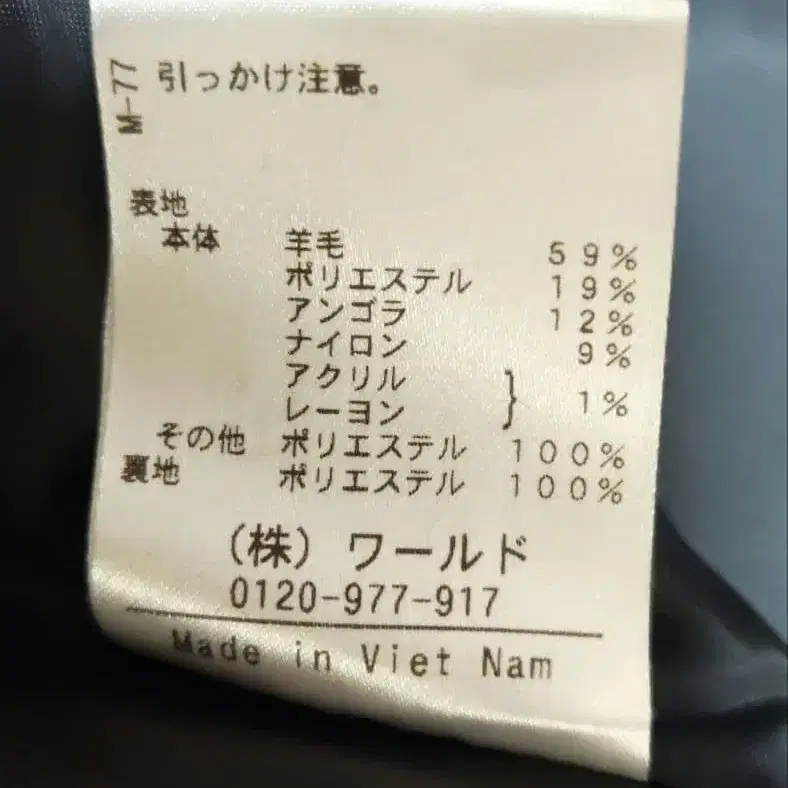 M-77
引っかけ注意。
表地
本体 羊毛 59%
ポリエステル 19%
アンゴラ 12%
ナイロン 9%
アクリル
レーヨン } 1%
その他 ポリエステル 100%
裏地 ポリエステル 100%
(株) ワールド
0120-977-917
Made in Viet Nam